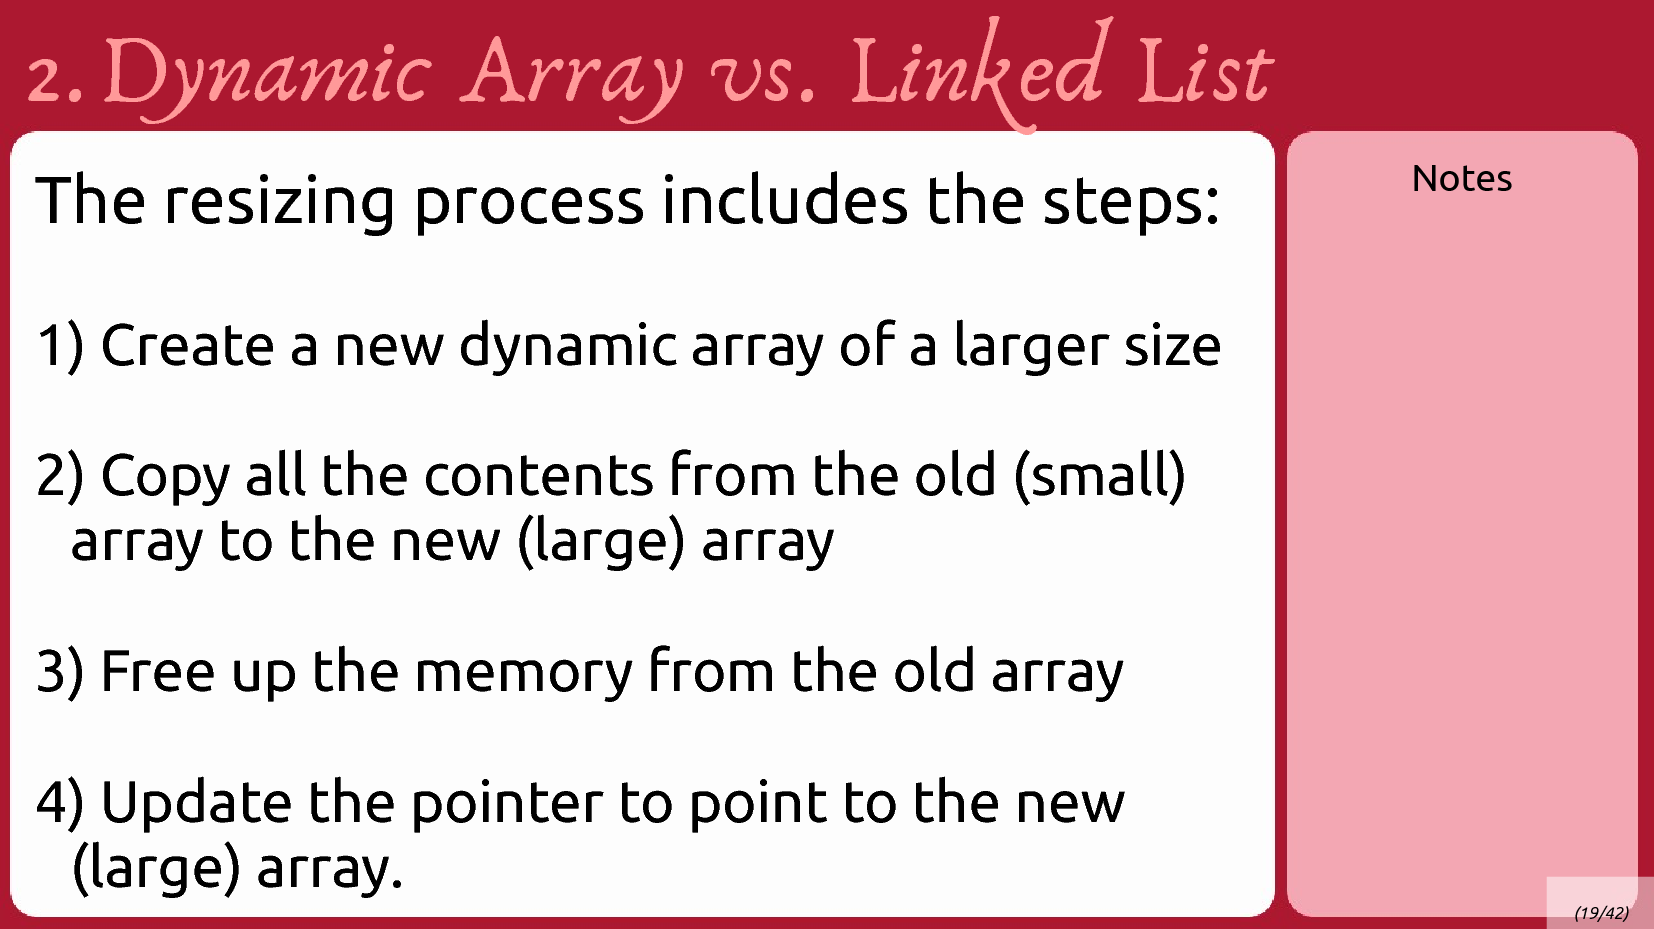 2. Dynamic Array vs. Linked List
The resizing process includes the steps:
1) Create a new dynamic array of a larger size
2) Copy all the contents from the old (small)
array to the new (large) array
3) Free up the memory from the old array
4) Update the pointer to point to the new
(large) array.
Notes
(19/42)